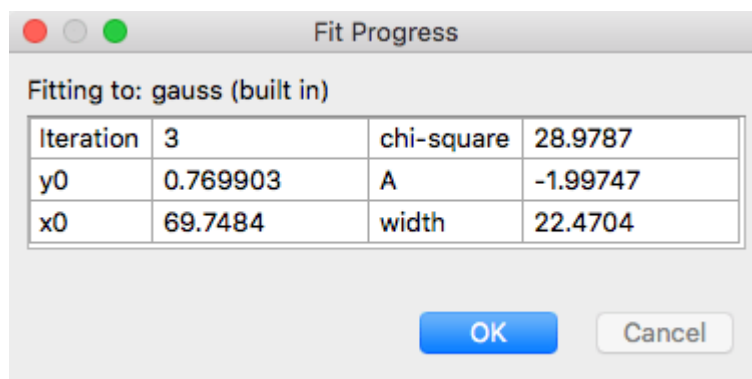 Fit Progress
Fitting to: gauss (built in)
Iteration 3 chi-square 28.9787
y0 0.769903 A -1.99747
x0 69.7484 width 22.4704
OK Cancel